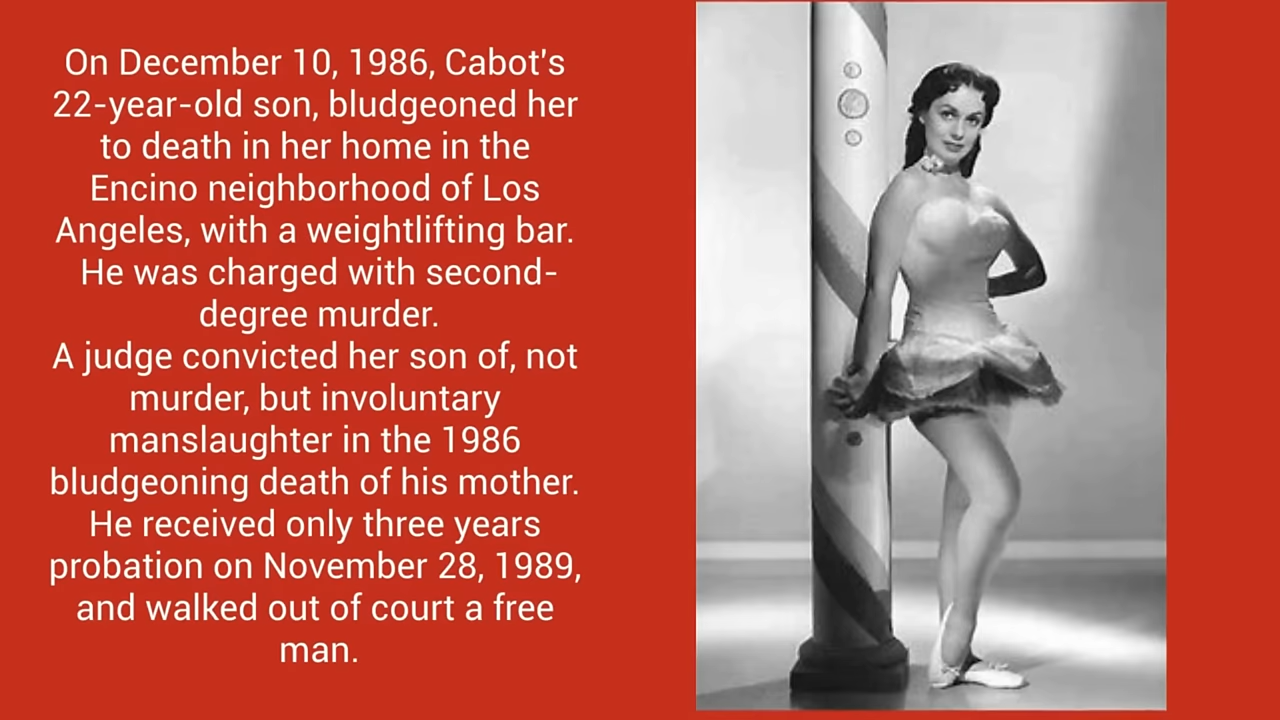 On December 10, 1986, Cabot's
22-year-old son, bludgeoned her
to death in her home in the
Encino neighborhood of Los
Angeles, with a weightlifting bar.
He was charged with second-
degree murder.
A judge convicted her son of, not
murder, but involuntary
manslaughter in the 1986
bludgeoning death of his mother.
He received only three years
probation on November 28, 1989,
and walked out of court a free
man.